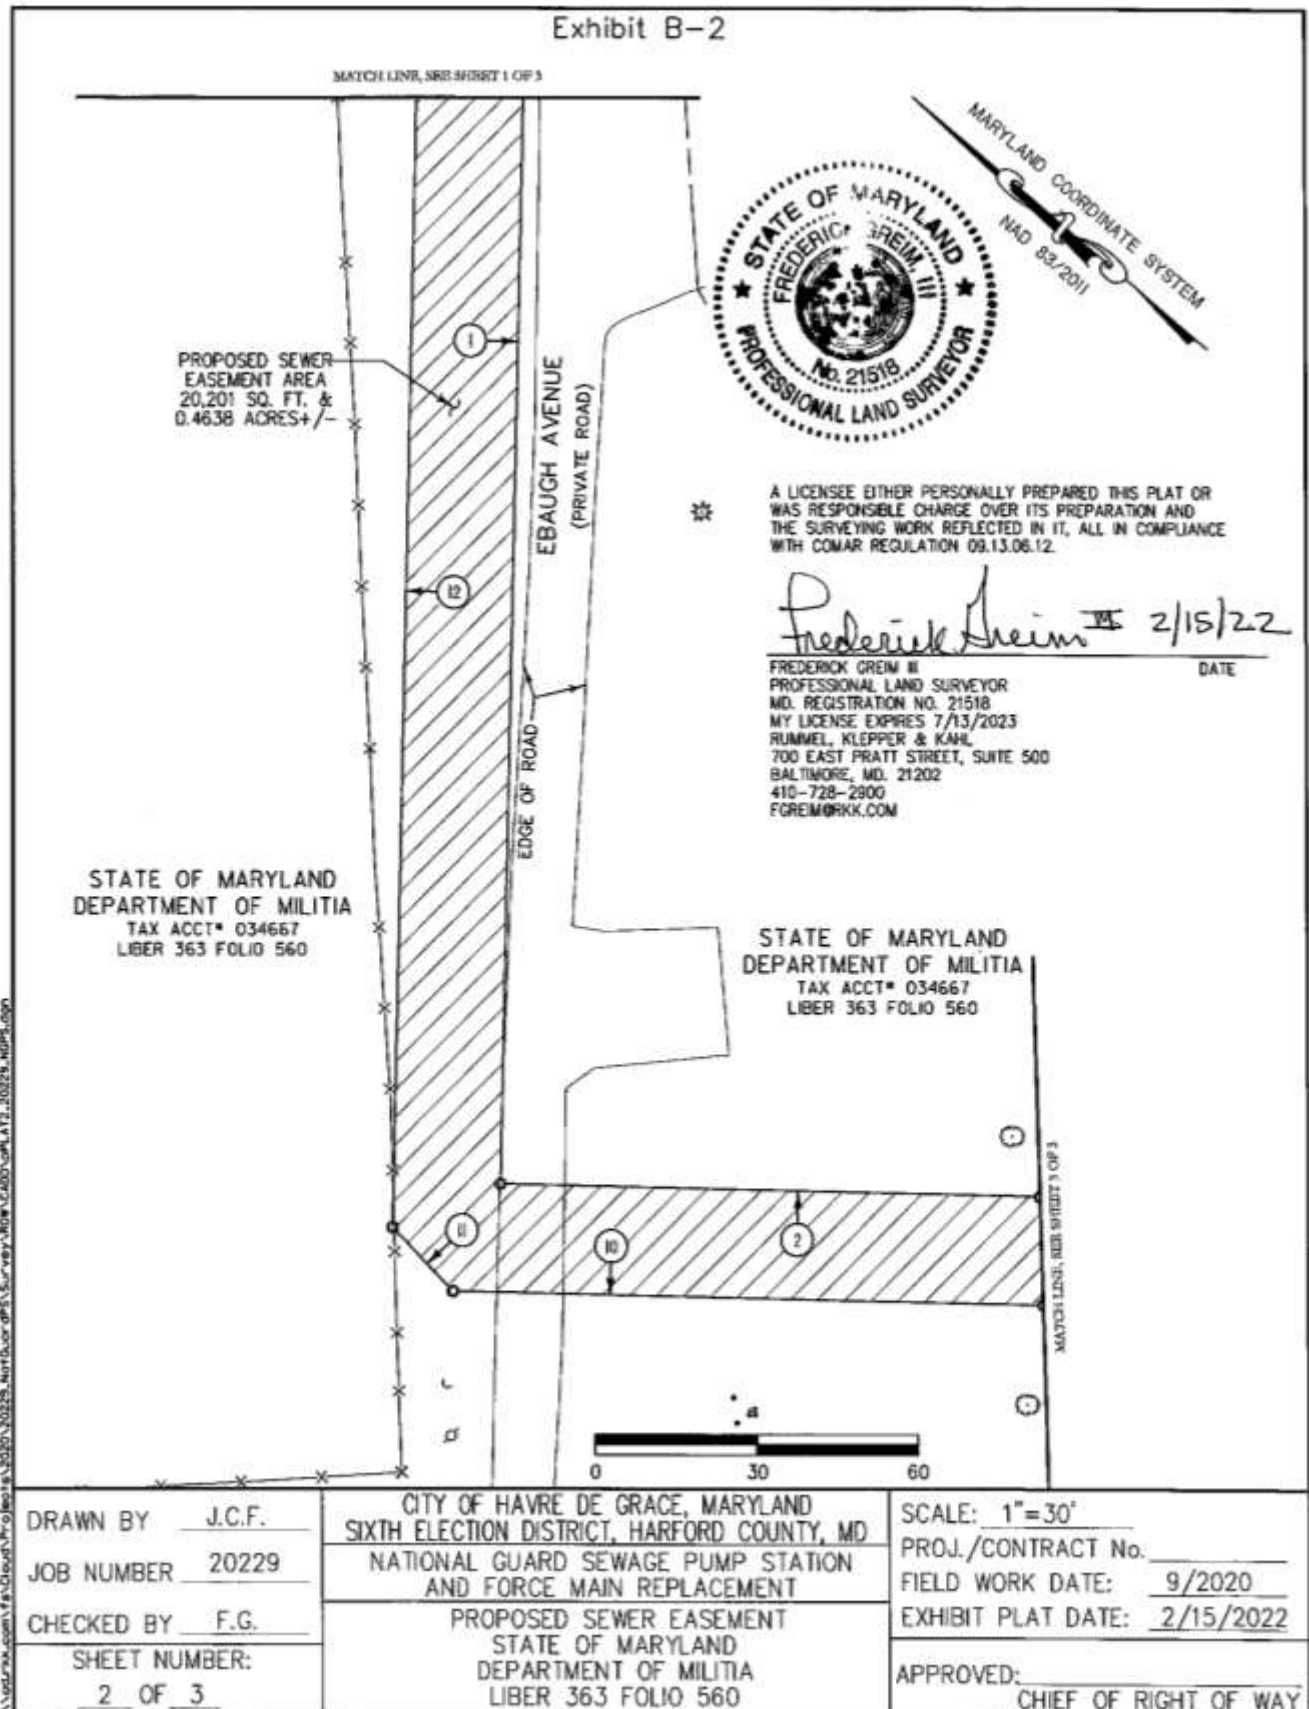 Exhibit B-2
MATCH LINE, SEE SHEET 1 OF 3
MARYLAND COORDINATE SYSTEM
NAD 83/2011
STATE OF MARYLAND
FREDERICK GREIM, III
No. 21518
PROFESSIONAL LAND SURVEYOR
1
PROPOSED SEWER
EASEMENT AREA
20,201 SQ. FT. &
0.4638 ACRES+/-
EBAUGH AVENUE
(PRIVATE ROAD)
A LICENSEE EITHER PERSONALLY PREPARED THIS PLAT OR
WAS RESPONSIBLE CHARGE OVER ITS PREPARATION AND
THE SURVEYING WORK REFLECTED IN IT, ALL IN COMPLIANCE
WITH COMAR REGULATION 09.13.06.12.
12
Frederick Greim III 2/15/22
FREDERICK GREIM III
DATE
PROFESSIONAL LAND SURVEYOR
MD. REGISTRATION NO. 21518
MY LICENSE EXPIRES 7/13/2023
RUMMEL, KLEPPER & KAHL
700 EAST PRATT STREET, SUITE 500
BALTIMORE, MD. 21202
410-728-2900
FGREIM@RKK.COM
EDGE OF ROAD
STATE OF MARYLAND
DEPARTMENT OF MILITIA
TAX ACCT# 034667
LIBER 363 FOLIO 560
STATE OF MARYLAND
DEPARTMENT OF MILITIA
TAX ACCT# 034667
LIBER 363 FOLIO 560
MATCH LINE, SEE SHEET 3 OF 3
11
10
2
0 30 60
DRAWN BY J.C.F.
JOB NUMBER 20229
CHECKED BY F.G.
SHEET NUMBER:
2 OF 3
CITY OF HAVRE DE GRACE, MARYLAND
SIXTH ELECTION DISTRICT, HARFORD COUNTY, MD
NATIONAL GUARD SEWAGE PUMP STATION
AND FORCE MAIN REPLACEMENT
PROPOSED SEWER EASEMENT
STATE OF MARYLAND
DEPARTMENT OF MILITIA
LIBER 363 FOLIO 560
SCALE: 1"=30'
PROJ./CONTRACT No.
FIELD WORK DATE: 9/2020
EXHIBIT PLAT DATE: 2/15/2022
APPROVED:
CHIEF OF RIGHT OF WAY